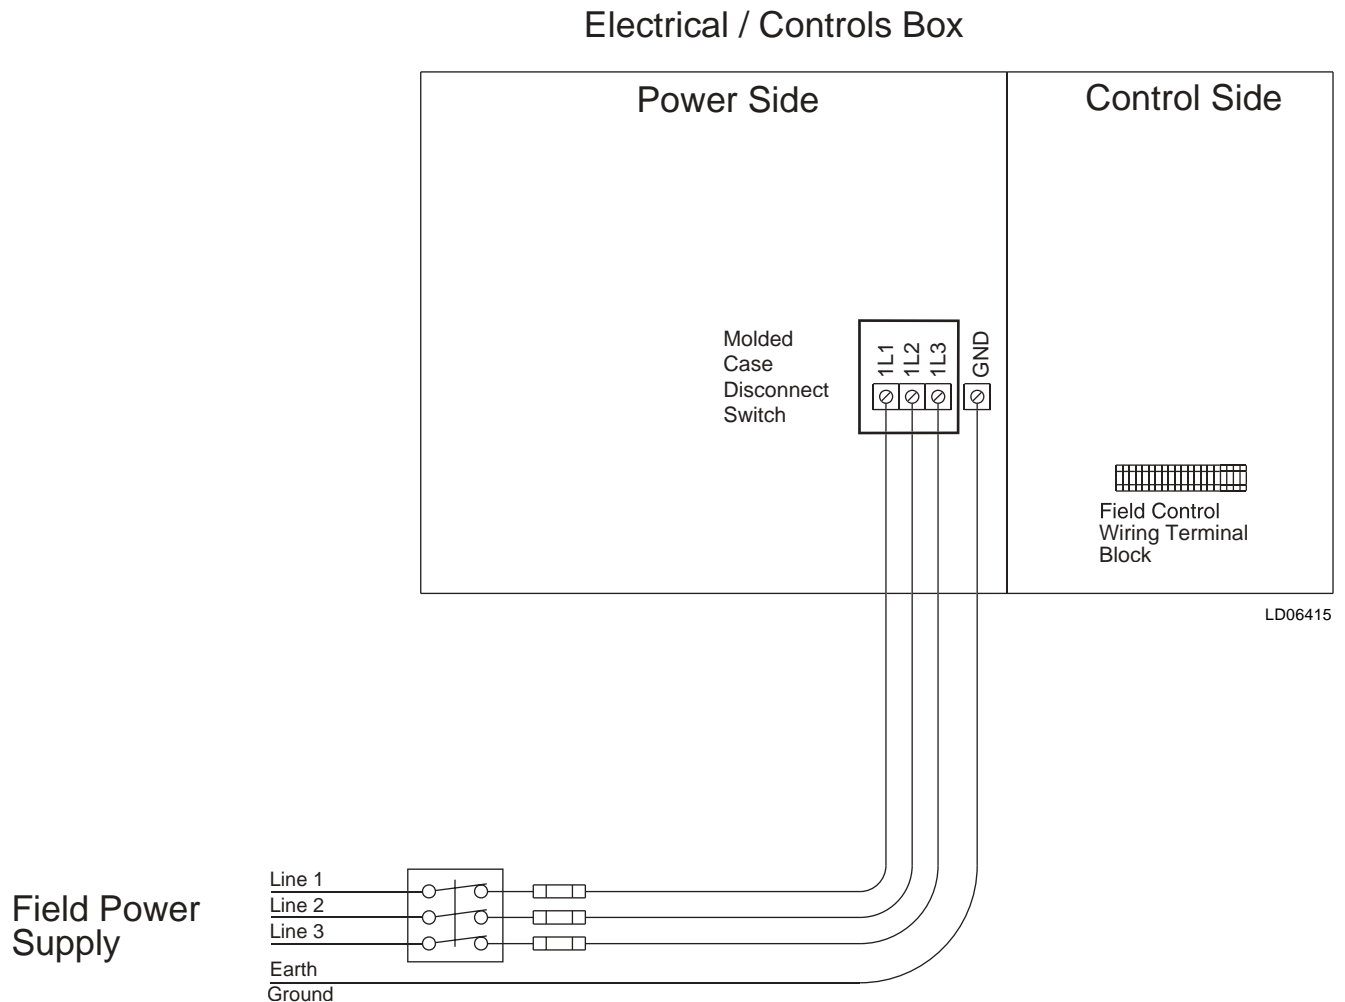 Electrical / Controls Box
Power Side
Control Side
Molded
Case
Disconnect
Switch
1L1
1L2
1L3
GND
Field Control
Wiring Terminal
Block
LD06415
Field Power
Supply
Line 1
Line 2
Line 3
Earth
Ground